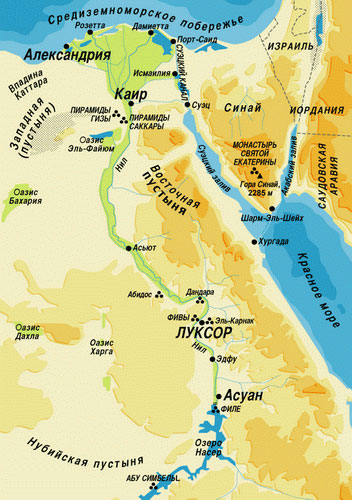 Средиземноморское побережье
Розетта
Дамиетта
Порт-Саид
Александрия
ИЗРАИЛЬ
СУЭЦКИЙ КАНАЛ
Исмаилия
Впадина
Каттара
Каир
Суэц
Синай
ИОРДАНИЯ
Западная
(пустыня)
ПИРАМИДЫ
ГИЗЫ
ПИРАМИДЫ
САККАРЫ
Оазис
Эль-Файюм
Нил
Суэцкий залив
МОНАСТЫРЬ
СВЯТОЙ
ЕКАТЕРИНЫ
Гора Синай,
2285 м
Акабский залив
САУДОВСКАЯ
АРАВИЯ
Восточная
пустыня
Оазис
Бахария
Шарм-Эль-Шейх
Хургада
Асьют
Красное море
Абидос
Дандара
ФИВЫ
Эль-Карнак
ЛУКСОР
Оазис
Дахла
Оазис
Харга
Нил
Эдфу
Асуан
ФИЛЕ
Нубийская пустыня
Озеро
Насер
АБУ СИМБЕЛЬ